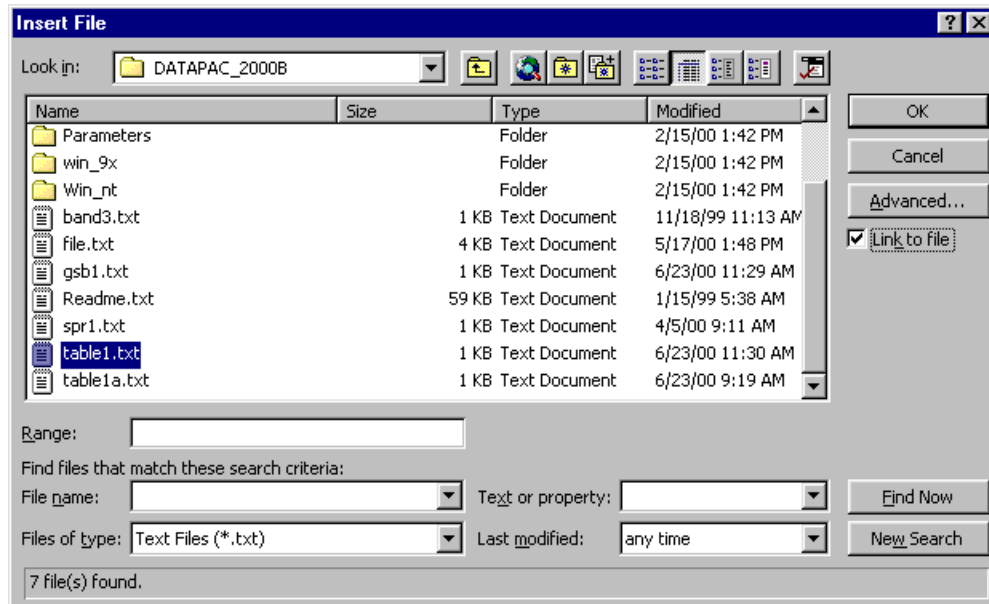 Insert File
Look in: DATAPAC_2000B
Name Size Type Modified
Parameters Folder 2/15/00 1:42 PM
win_9x Folder 2/15/00 1:42 PM
Win_nt Folder 2/15/00 1:42 PM
band3.txt 1 KB Text Document 11/18/99 11:13 AM
file.txt 4 KB Text Document 5/17/00 1:48 PM
gsb1.txt 1 KB Text Document 6/23/00 11:29 AM
Readme.txt 59 KB Text Document 1/15/99 5:38 AM
spr1.txt 1 KB Text Document 4/5/00 9:11 AM
table1.txt 1 KB Text Document 6/23/00 11:30 AM
table1a.txt 1 KB Text Document 6/23/00 9:19 AM
OK
Cancel
Advanced...
Link to file
Range:
Find files that match these search criteria:
File name: Text or property: Find Now
Files of type: Text Files (*.txt) Last modified: any time New Search
7 file(s) found.